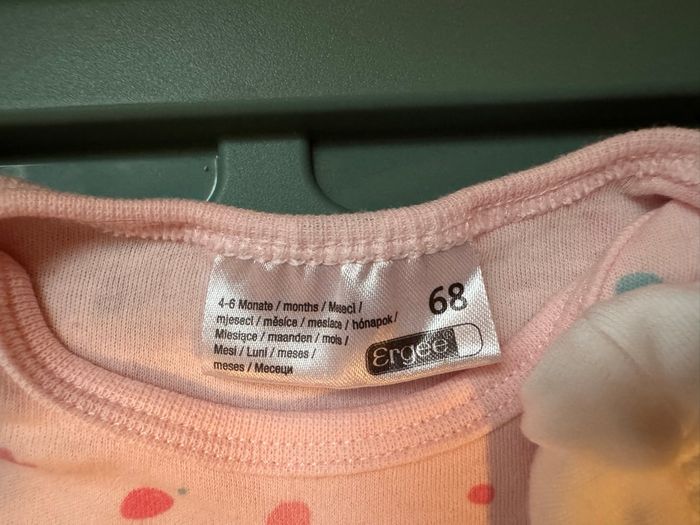 4-6 Monate / months / Meseci /
mjeseci / měsíce / mesiace / hónapok /
Miesiące / maanden / mois /
Mesi / Luni / meses /
meses / Месеци
68
Ergee